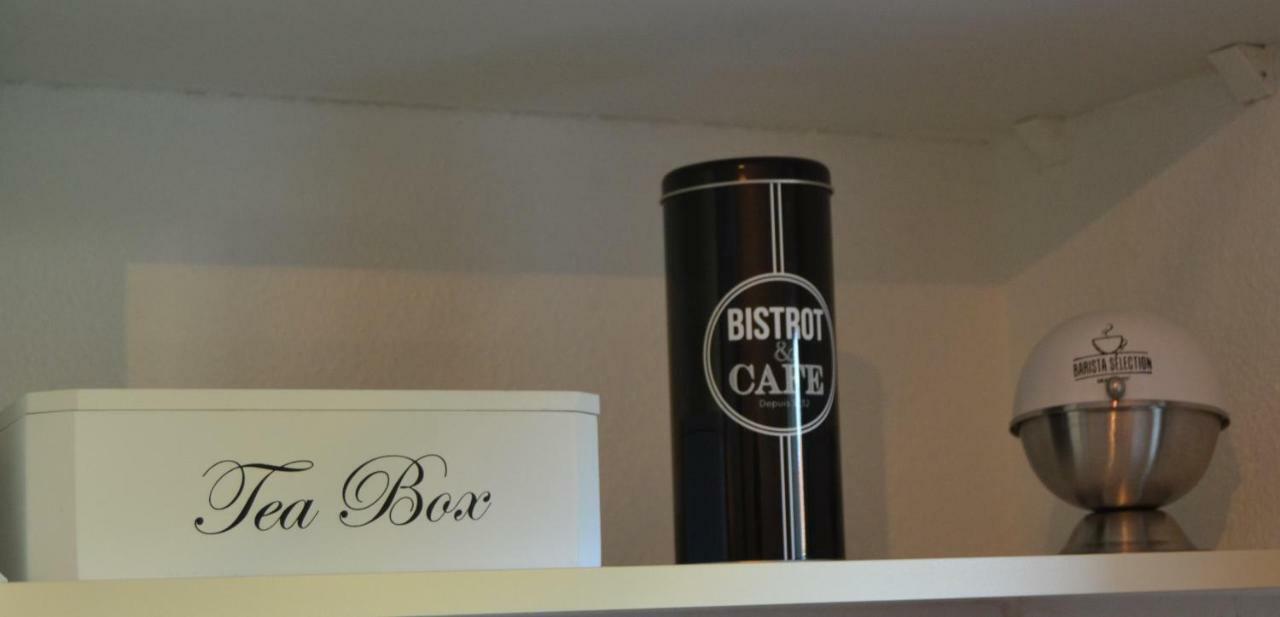 Tea Box
BISTROT
&
CAFE
Depuis
BARISTA SELECTION